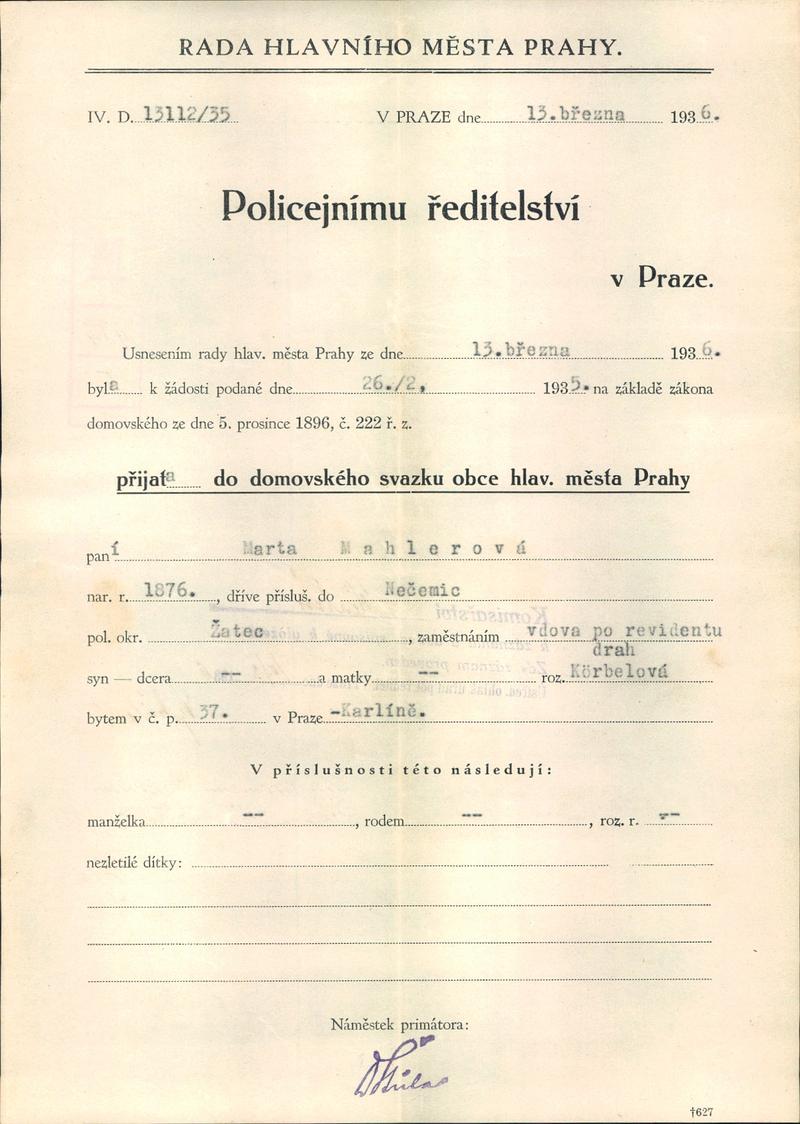 RADA HLAVNÍHO MĚSTA PRAHY.
IV. D. 13112/35 V PRAZE dne 13.března 1936.
Policejnímu ředitelství
v Praze.
Usnesením rady hlav. města Prahy ze dne 13.března 1936.
byla k žádosti podané dne 26./2. 1935. na základě zákona
domovského ze dne 5. prosince 1896, č. 222 ř. z.
přijata do domovského svazku obce hlav. města Prahy
paní Marta Mahlerová
nar. r. 1876. , dříve přísluš. do Nečemic
pol. okr. Žatec , zaměstnáním vdova po revidentu
drah
syn — dcera -- a matky -- roz. Körbelová
bytem v č. p. 37. v Praze -Karlíně.
V příslušnosti této následují:
manželka -- , rodem -- , roz. r. --
nezletilé dítky:
Náměstek primátora:
†627